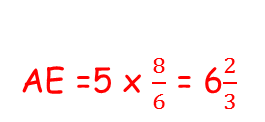 AE =5 x 8/6 = 6 2/3